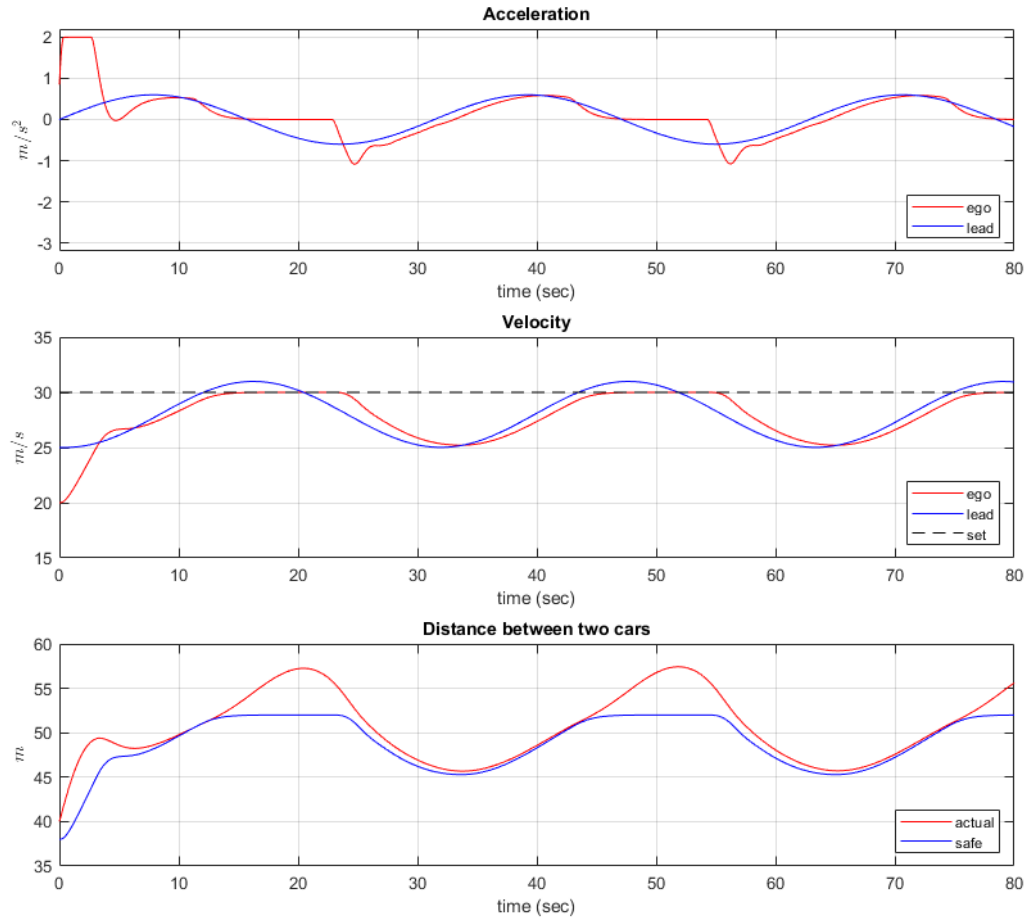 Acceleration
m/s²
2
1
0
-1
-2
-3
0 10 20 30 40 50 60 70 80
time (sec)
ego
lead
Velocity
m/s
35
30
25
20
15
0 10 20 30 40 50 60 70 80
time (sec)
ego
lead
set
Distance between two cars
m
60
55
50
45
40
35
0 10 20 30 40 50 60 70 80
time (sec)
actual
safe